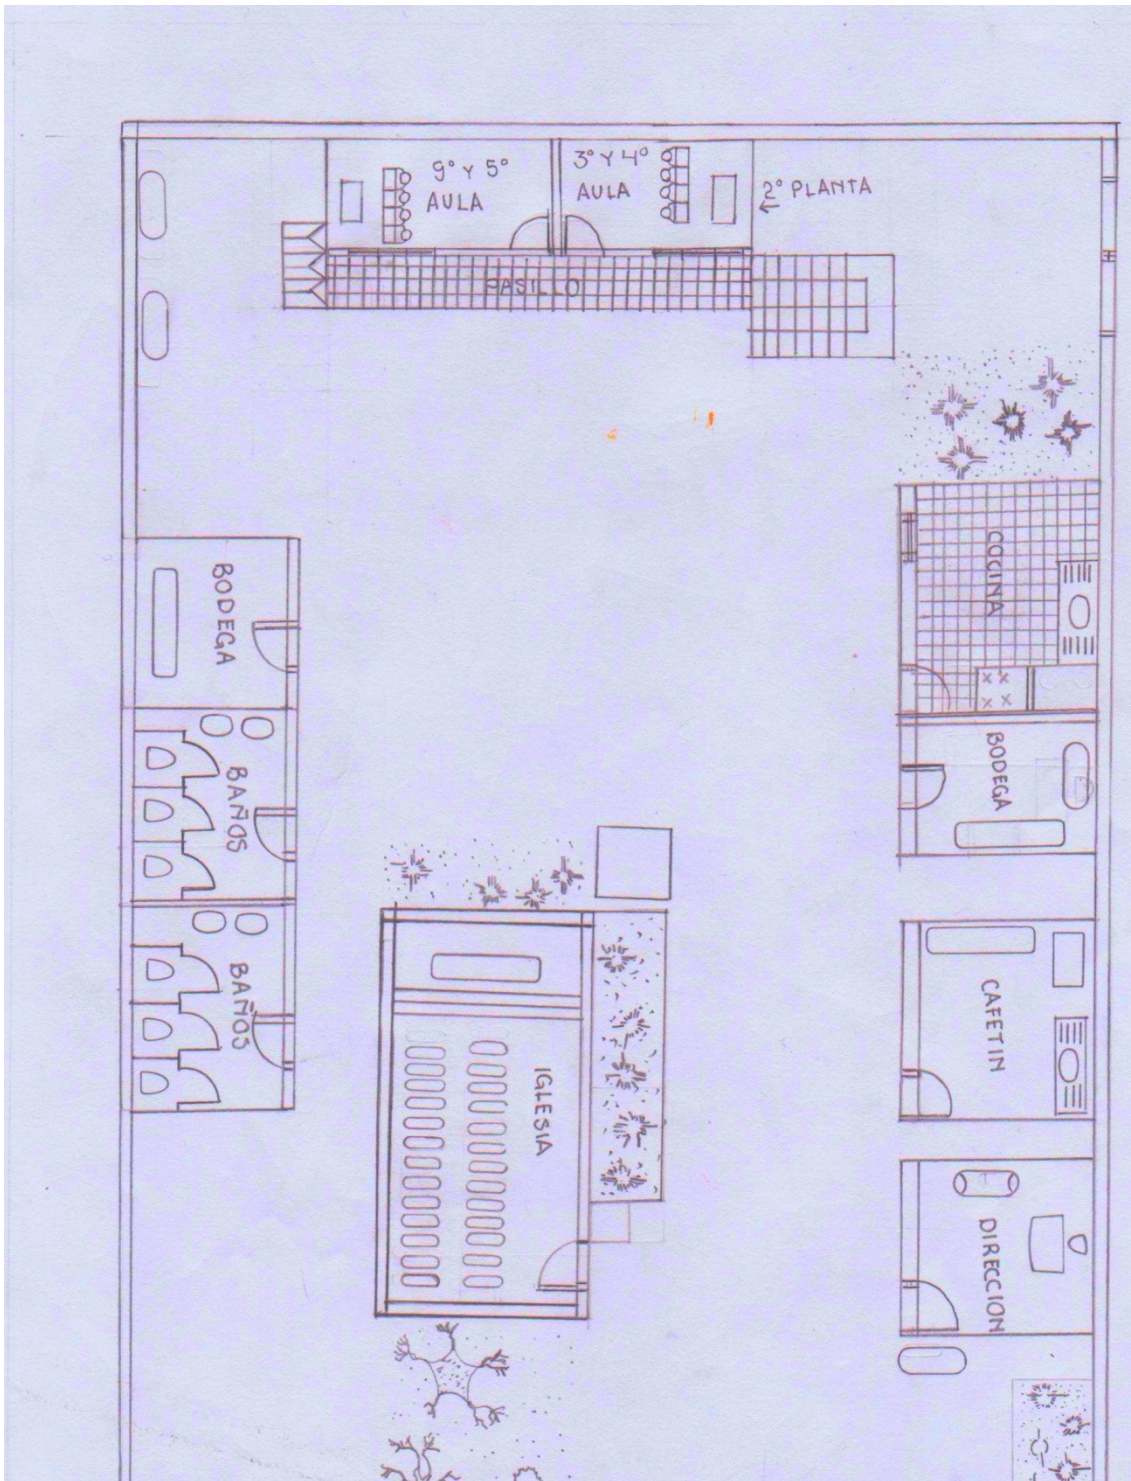 9° Y 5°
AULA
3° Y 4°
AULA
2° PLANTA
PASILLO
BODEGA
COCINA
BAÑOS
BODEGA
BAÑOS
CAFETIN
IGLESIA
DIRECCION